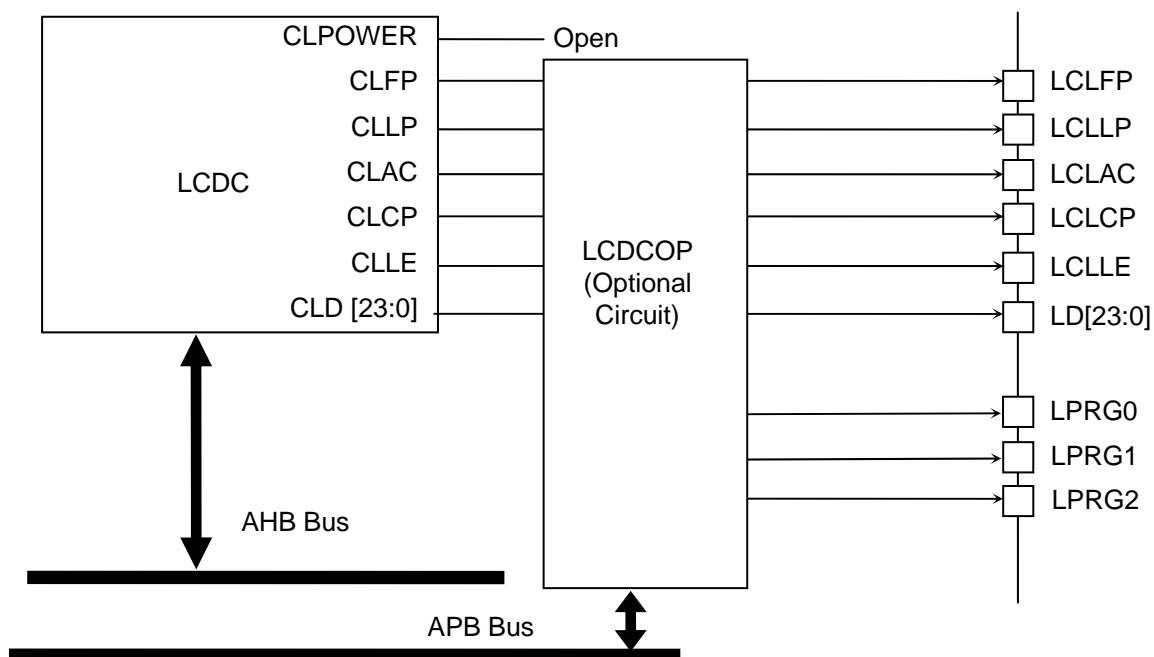 CLPOWER
Open
CLFP
LCLFP
CLLP
LCLLP
LCDC
CLAC
LCLAC
CLCP
LCLCP
LCDCOP
(Optional
Circuit)
CLLE
LCLLE
CLD [23:0]
LD[23:0]
LPRG0
LPRG1
LPRG2
AHB Bus
APB Bus